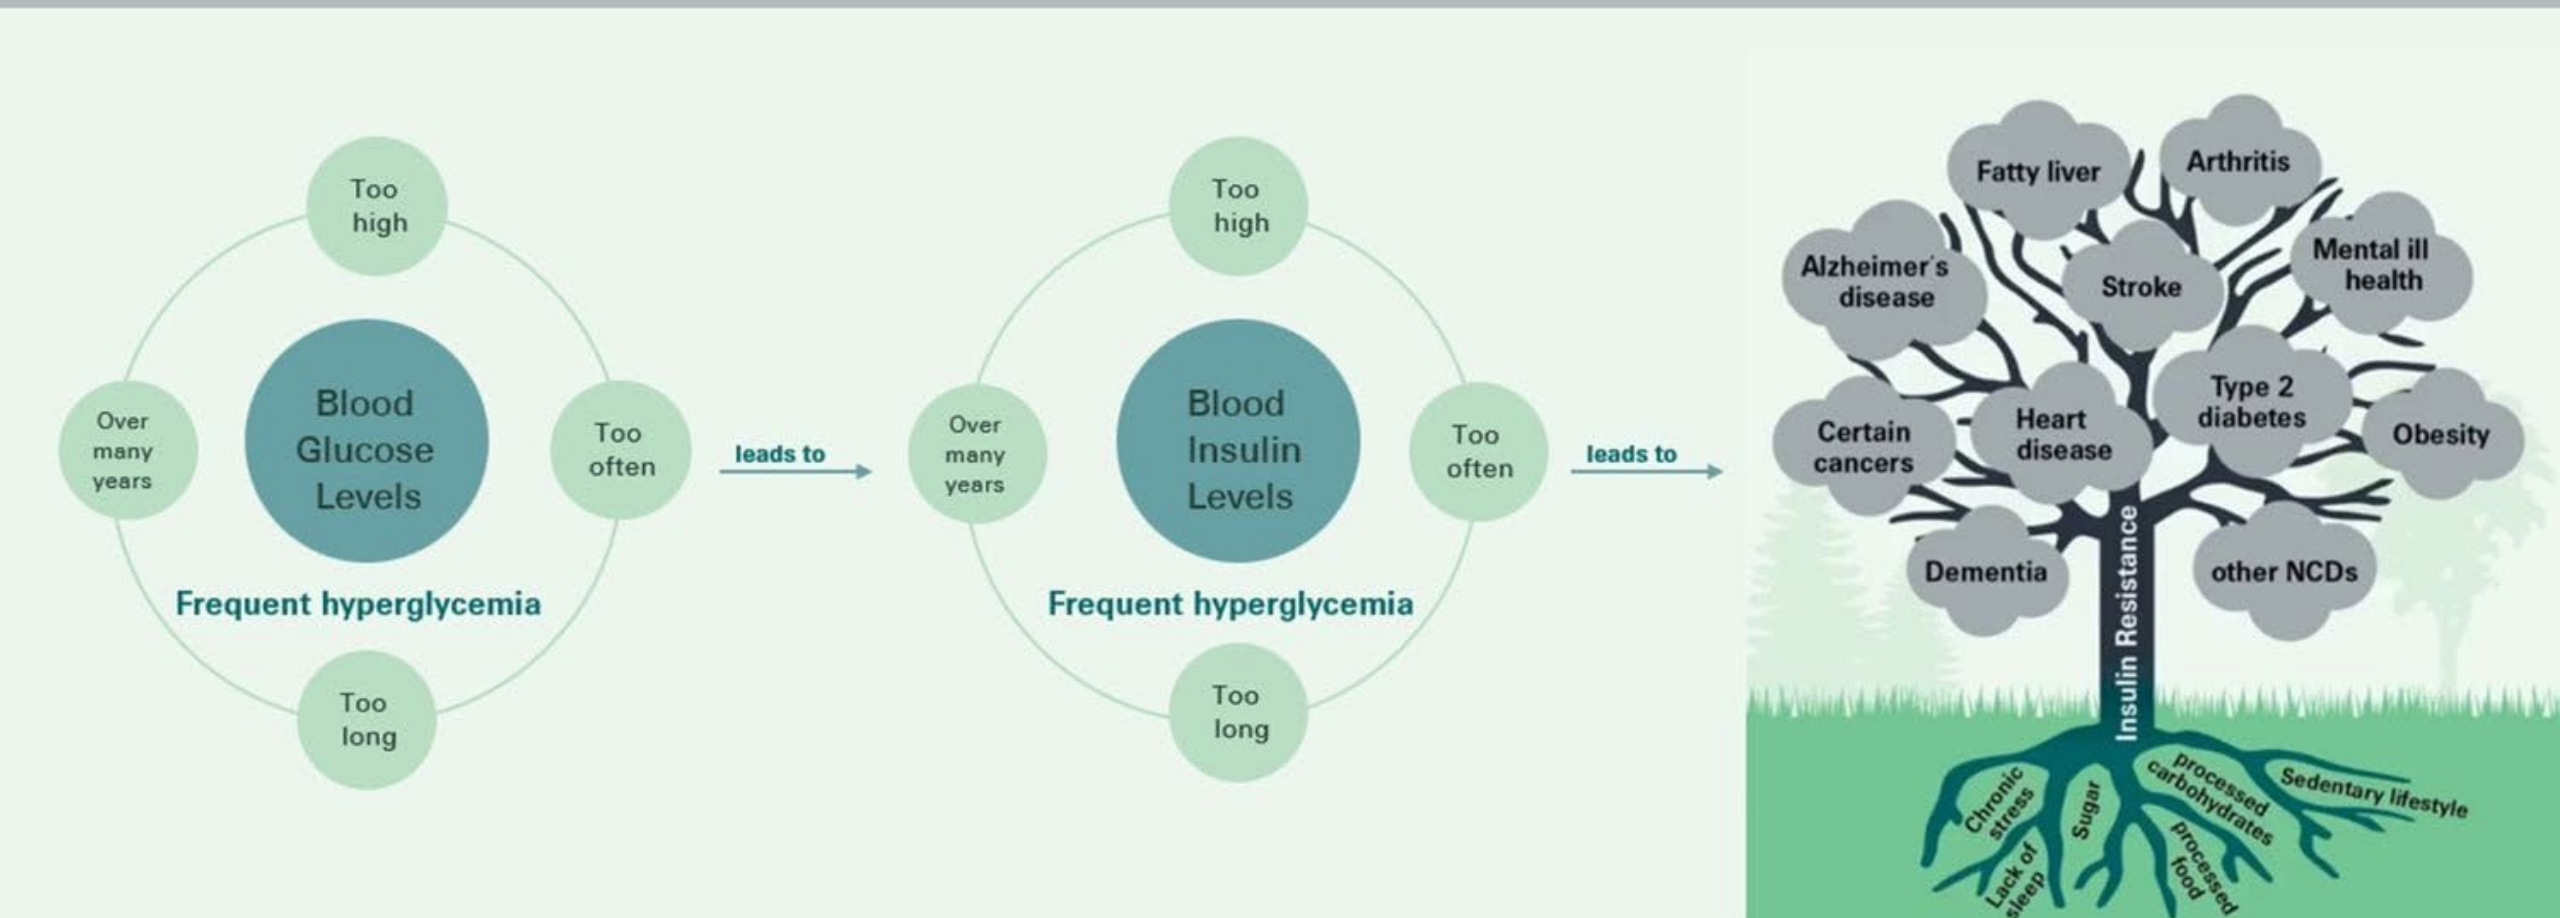 Too
high
Over
many
years
Blood
Glucose
Levels
Too
often
Frequent hyperglycemia
Too
long
leads to
Too
high
Over
many
years
Blood
Insulin
Levels
Too
often
Frequent hyperglycemia
Too
long
leads to
Fatty liver
Arthritis
Alzheimer's
disease
Stroke
Mental ill
health
Certain
cancers
Heart
disease
Type 2
diabetes
Obesity
Dementia
other NCDs
Insulin Resistance
Chronic
stress
Lack of
sleep
Sugar
processed
carbohydrates
processed
food
Sedentary lifestyle